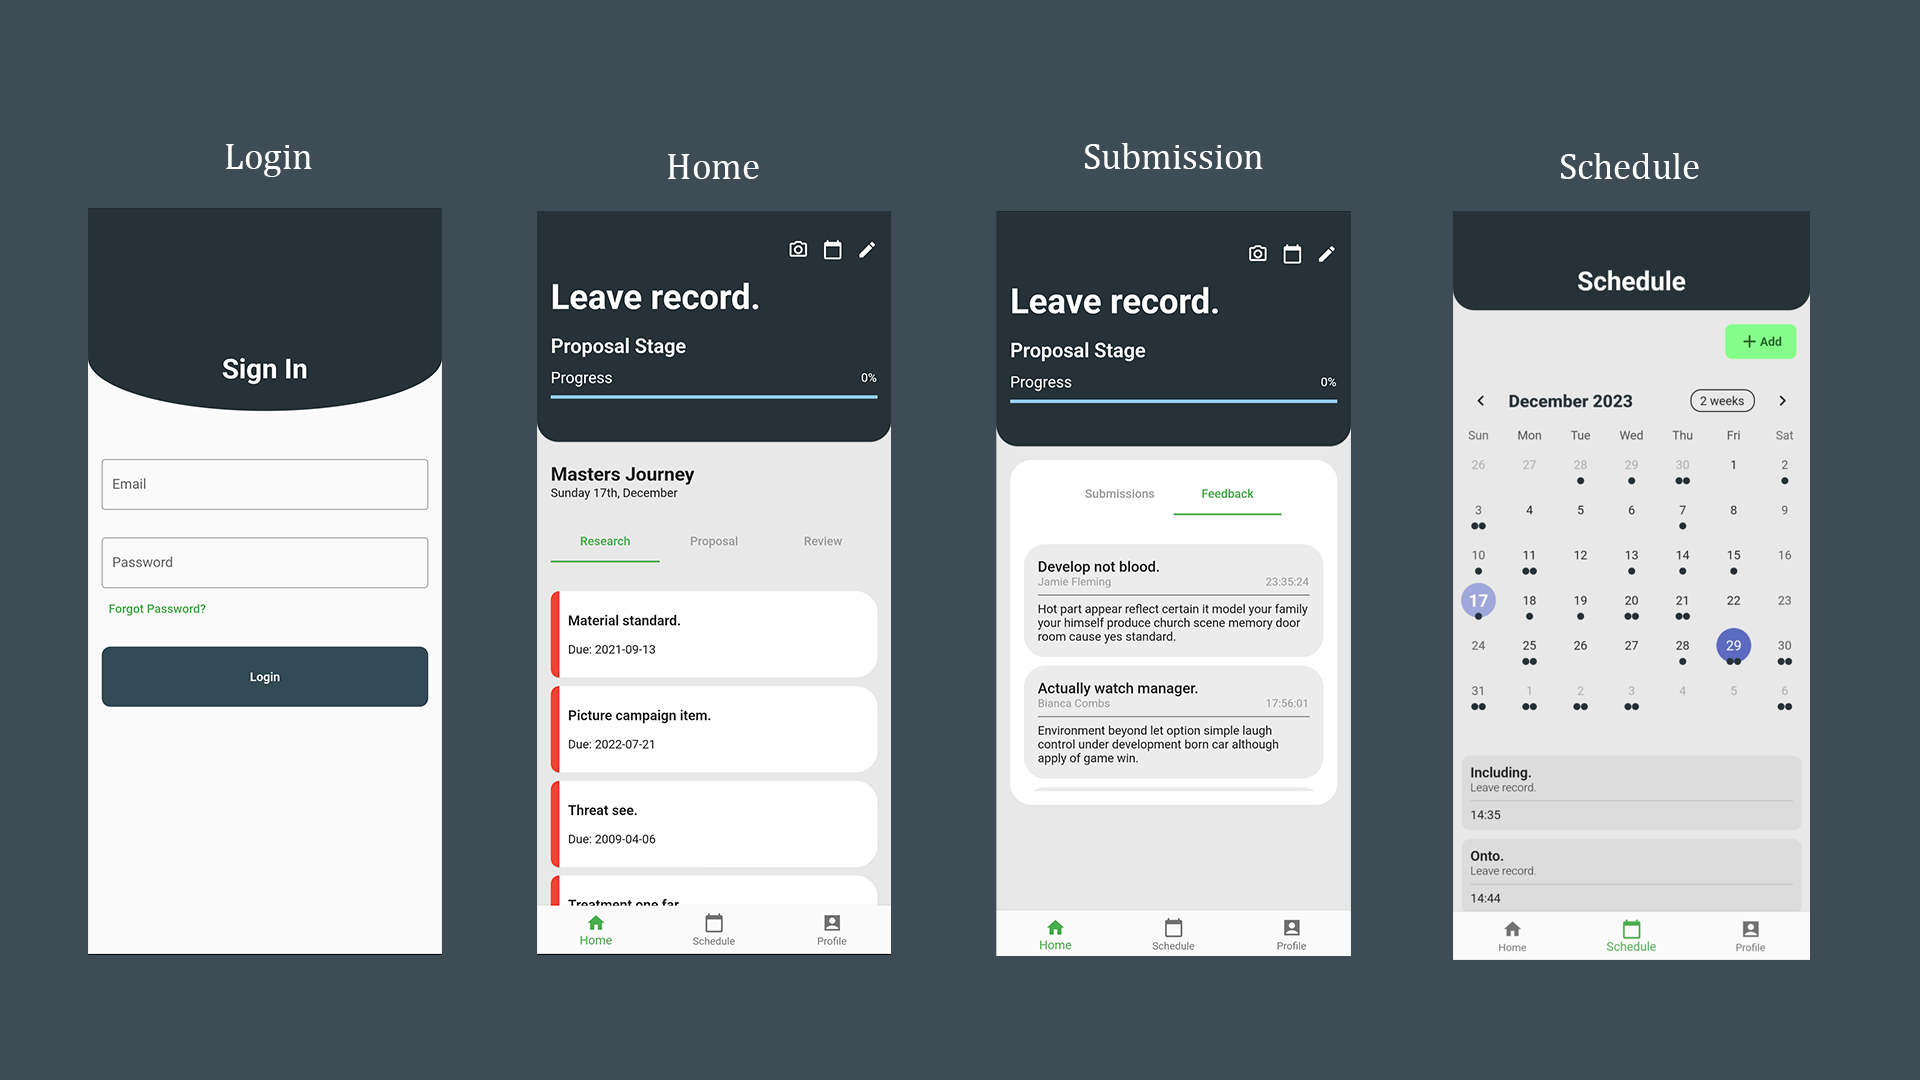 Login
Sign In
Email
Password
Forgot Password?
Login
Home
Leave record.
Proposal Stage
Progress 0%
Masters Journey
Sunday 17th, December
Research Proposal Review
Material standard.
Due: 2021-09-13
Picture campaign item.
Due: 2022-07-21
Threat see.
Due: 2009-04-06
Treatment one far
Home Schedule Profile
Submission
Leave record.
Proposal Stage
Progress 0%
Submissions Feedback
Develop not blood.
Jamie Fleming 23:35:24
Hot part appear reflect certain it model your family
your himself produce church scene memory door
room cause yes standard.
Actually watch manager.
Bianca Combs 17:56:01
Environment beyond let option simple laugh
control under development born car although
apply of game win.
Home Schedule Profile
Schedule
Schedule
+ Add
December 2023 2 weeks
Sun Mon Tue Wed Thu Fri Sat
26 27 28 29 30 1 2
3 4 5 6 7 8 9
10 11 12 13 14 15 16
17 18 19 20 21 22 23
24 25 26 27 28 29 30
31 1 2 3 4 5 6
Including.
Leave record.
14:35
Onto.
Leave record.
14:44
Home Schedule Profile